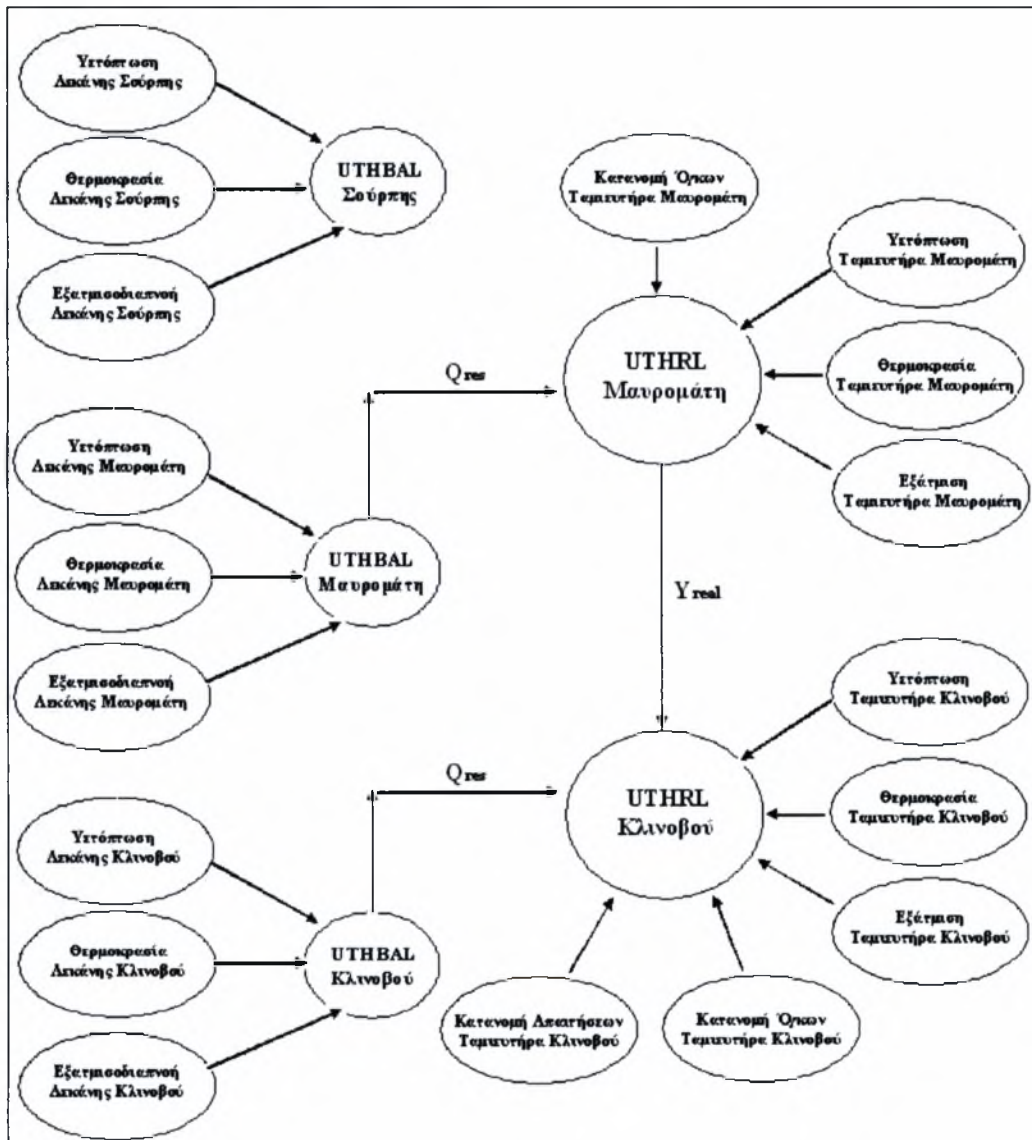 Υετόπτωση
Λεκάνης Σούρπης
Θερμοκρασία
Λεκάνης Σούρπης
Εξατμισοδιαπνοή
Λεκάνης Σούρπης
UTHBAL
Σούρπης
Κατανομή Όγκων
Ταμιευτήρα Μαυρομάτη
Υετόπτωση
Ταμιευτήρα Μαυρομάτη
Θερμοκρασία
Ταμιευτήρα Μαυρομάτη
Εξάτμιση
Ταμιευτήρα Μαυρομάτη
UTHRL
Μαυρομάτη
Qres
Υετόπτωση
Λεκάνης Μαυρομάτη
Θερμοκρασία
Λεκάνης Μαυρομάτη
Εξατμισοδιαπνοή
Λεκάνης Μαυρομάτη
UTHBAL
Μαυρομάτη
Yreal
Υετόπτωση
Ταμιευτήρα Κλινοβού
Θερμοκρασία
Ταμιευτήρα Κλινοβού
Εξάτμιση
Ταμιευτήρα Κλινοβού
UTHRL
Κλινοβού
Qres
Υετόπτωση
Λεκάνης Κλινοβού
Θερμοκρασία
Λεκάνης Κλινοβού
Εξατμισοδιαπνοή
Λεκάνης Κλινοβού
UTHBAL
Κλινοβού
Κατανομή Απαιτήσεων
Ταμιευτήρα Κλινοβού
Κατανομή Όγκων
Ταμιευτήρα Κλινοβού